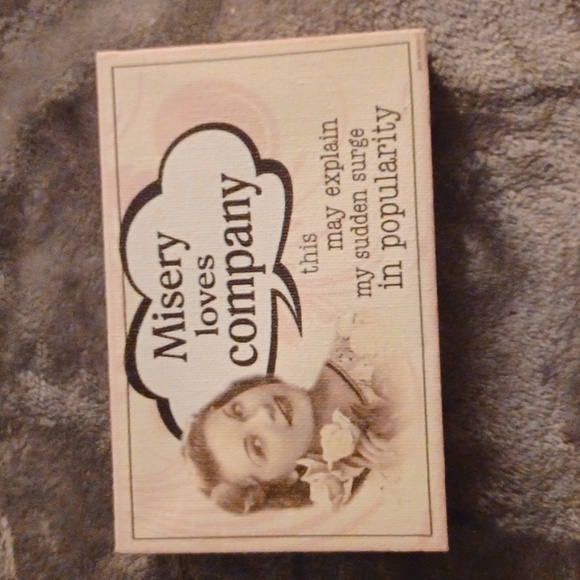 Misery
loves
company
this
may explain
my sudden surge
in popularity